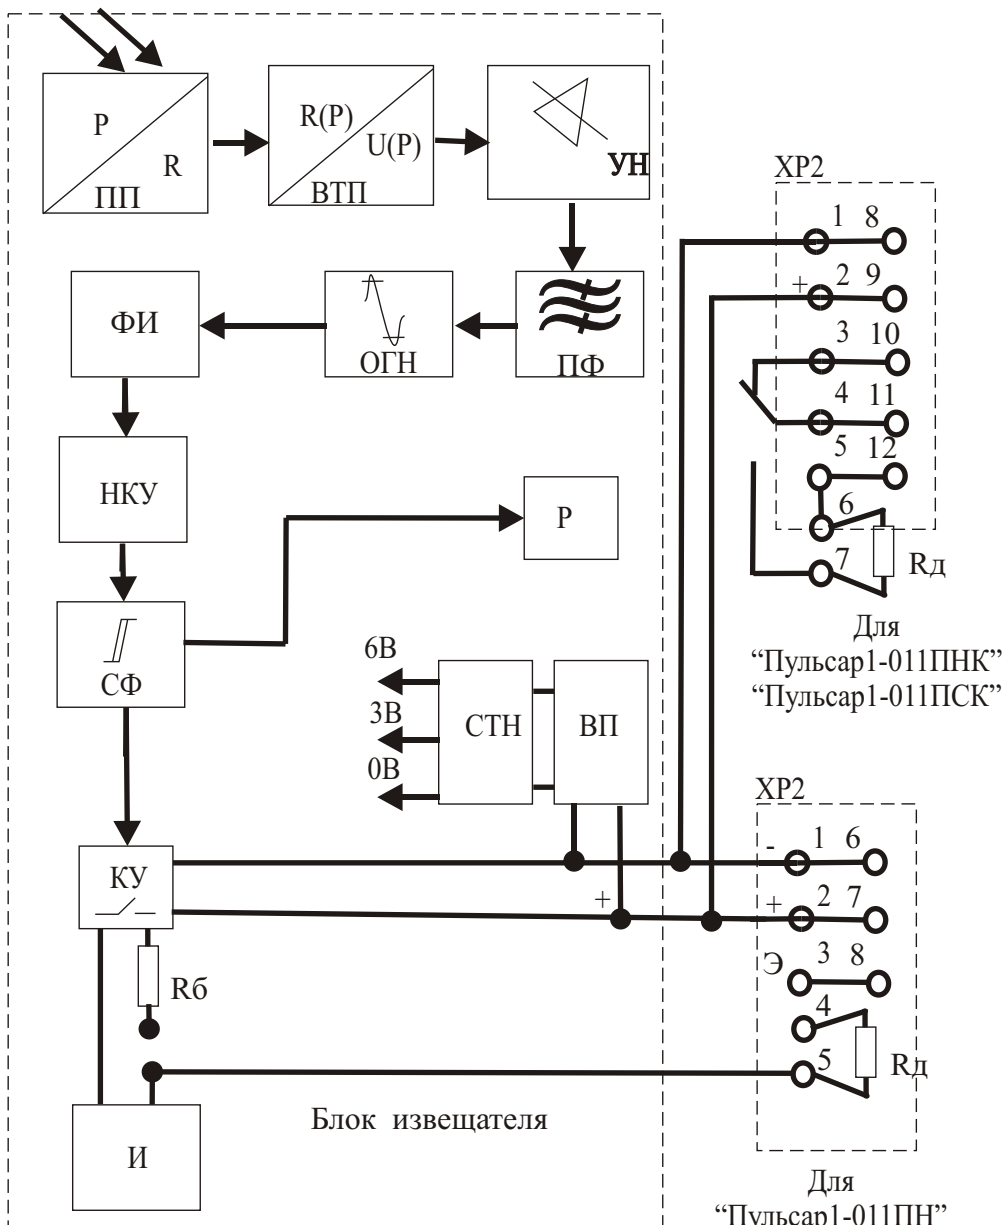 P
R
ПП
R(P)
U(P)
ВТП
УН
ФИ
ОГН
ПФ
НКУ
Р
СФ
6В
3В
0В
СТН
ВП
КУ
+
Rб
И
Блок извещателя
XP2
1 8
+ 2 9
3 10
4 11
5 12
6
7
Rд
Для
“Пульсар1-011ПНК”
“Пульсар1-011ПСК”
XP2
- 1 6
+ 2 7
Э 3 8
4
5
Rд
Для
“Пульсар1-011ПН”